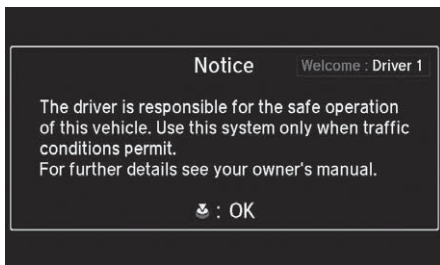 Notice
Welcome : Driver 1
The driver is responsible for the safe operation
of this vehicle. Use this system only when traffic
conditions permit.
For further details see your owner's manual.
: OK